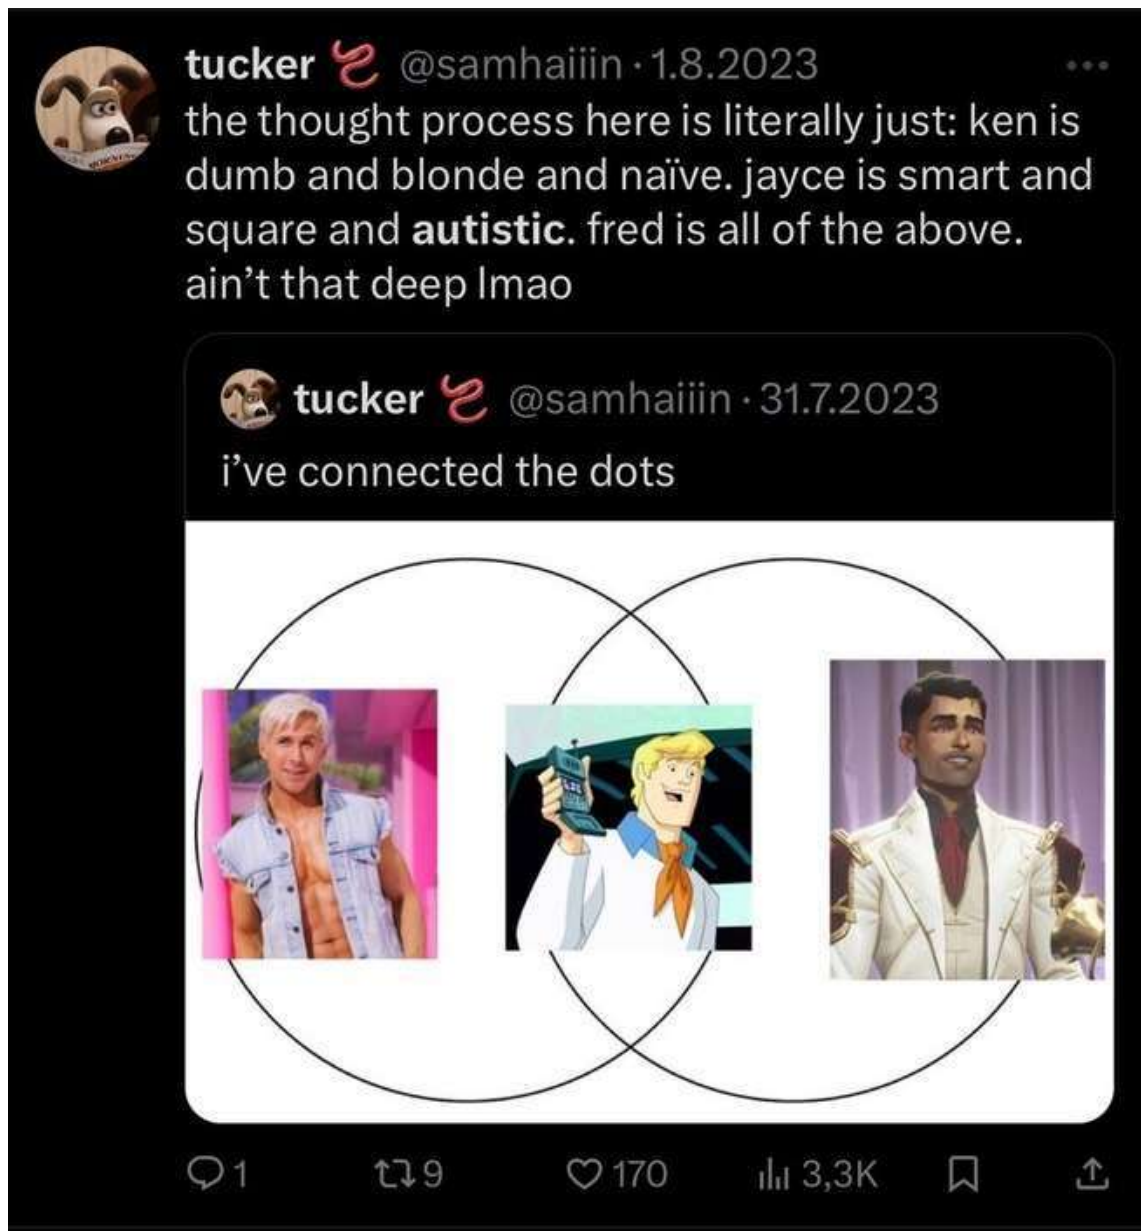 tucker @samhaiiin · 1.8.2023
the thought process here is literally just: ken is
dumb and blonde and naïve. jayce is smart and
square and autistic. fred is all of the above.
ain't that deep lmao
tucker @samhaiiin · 31.7.2023
i've connected the dots
1 9 170 3,3K